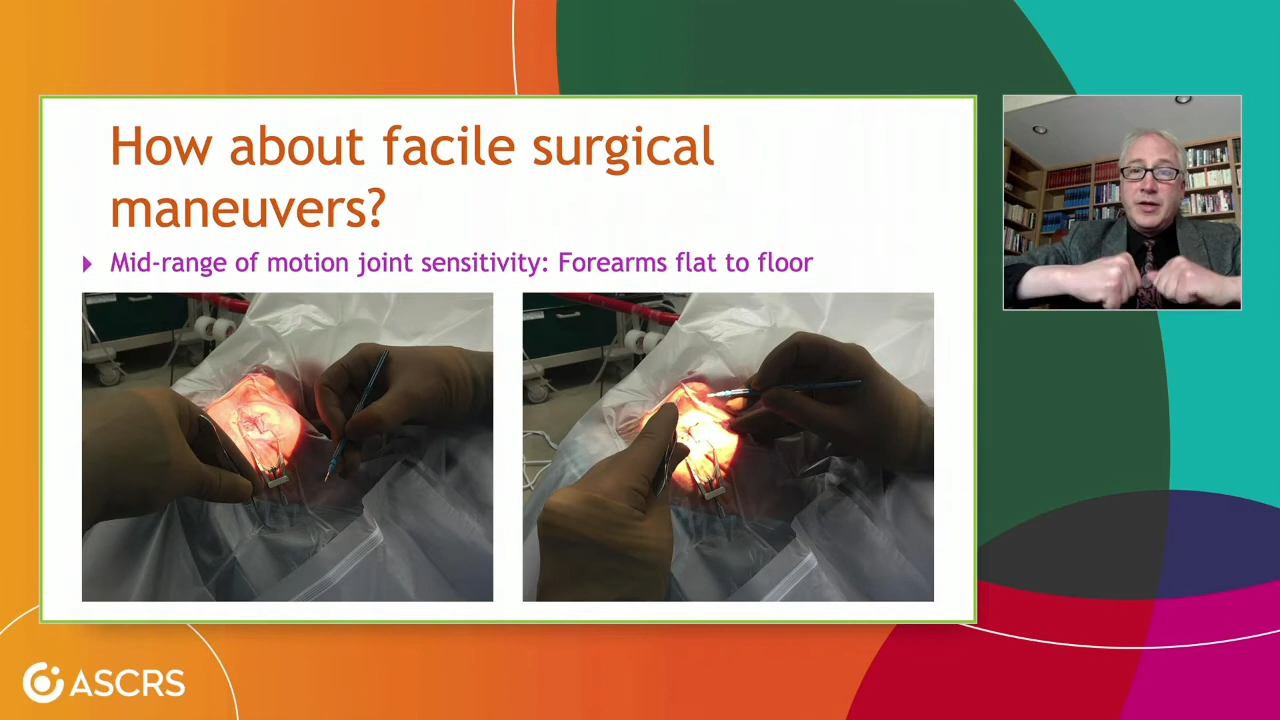 How about facile surgical
maneuvers?
Mid-range of motion joint sensitivity: Forearms flat to floor
ASCRS